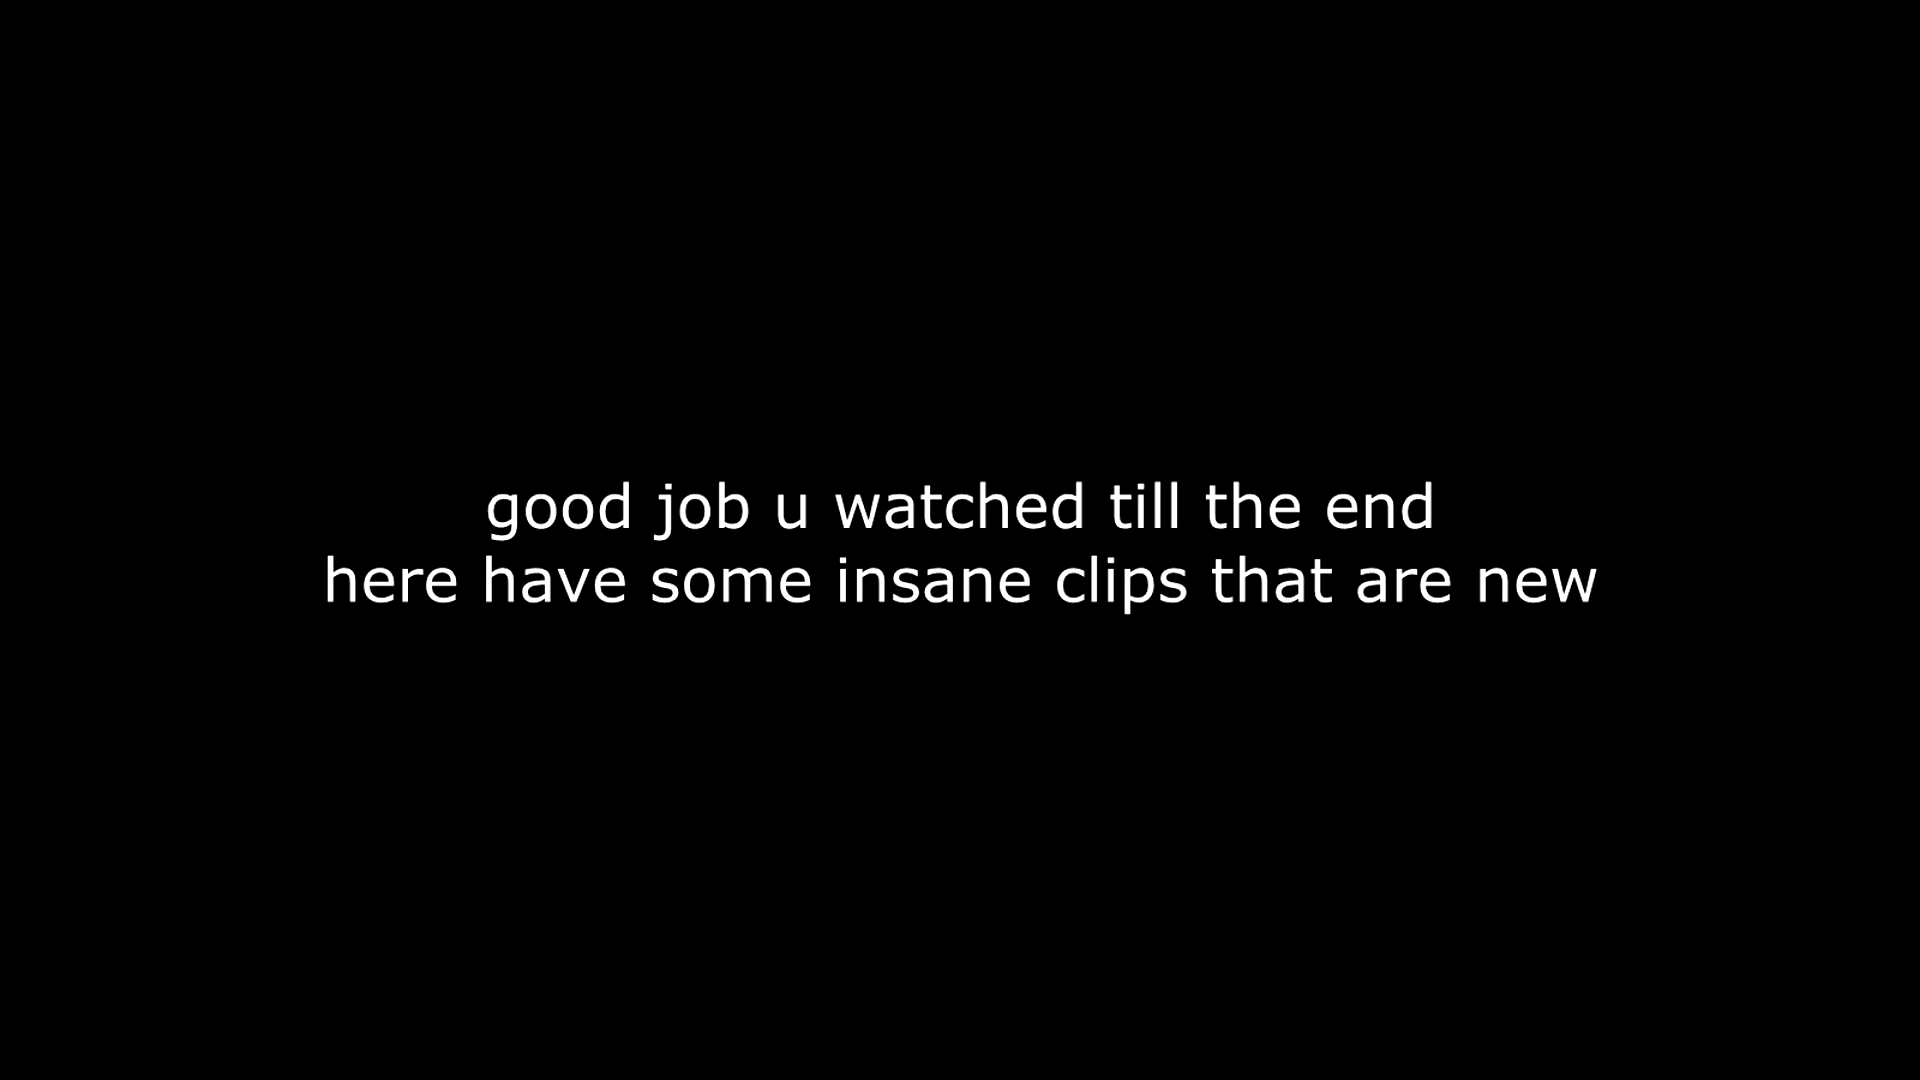 good job u watched till the end
here have some insane clips that are new